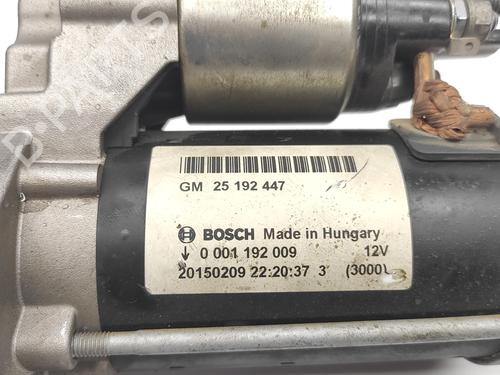 GM 25 192 447
BOSCH Made in Hungary
0 001 192 009 12V
20150209 22:20:37 3 (3000)
B-PARTS